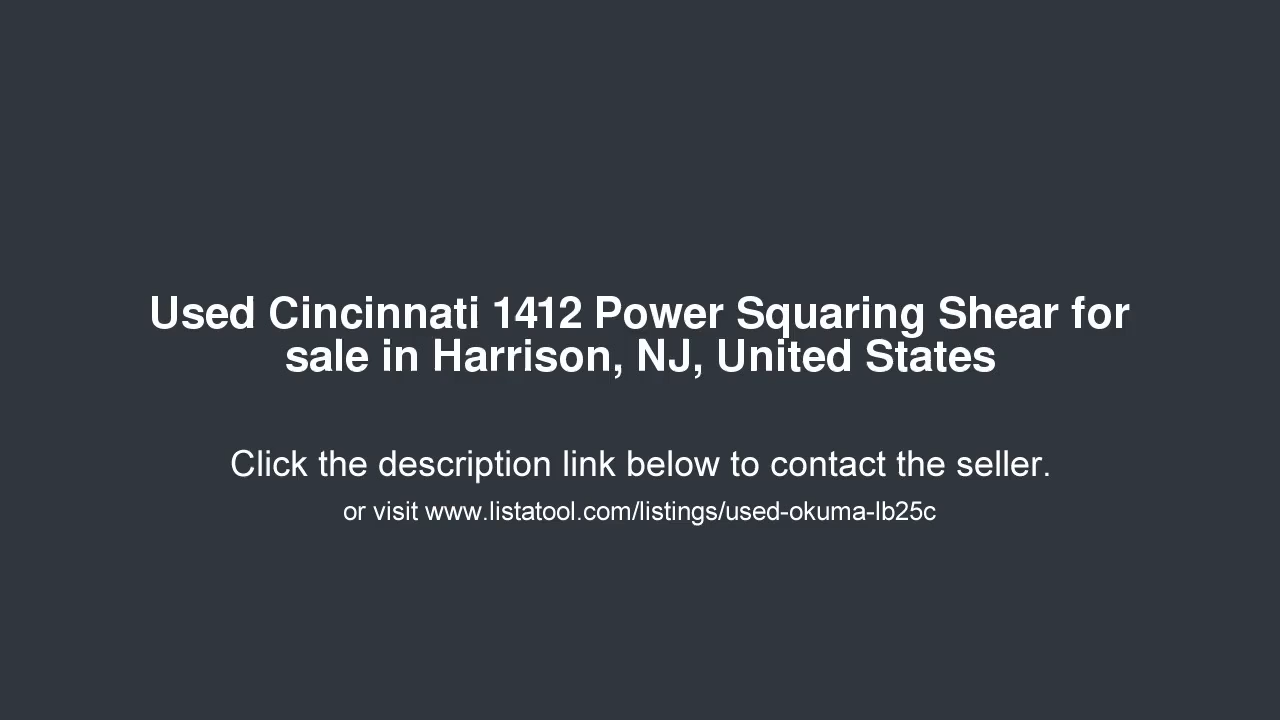 Used Cincinnati 1412 Power Squaring Shear for
sale in Harrison, NJ, United States
Click the description link below to contact the seller.
or visit www.listatool.com/listings/used-okuma-lb25c